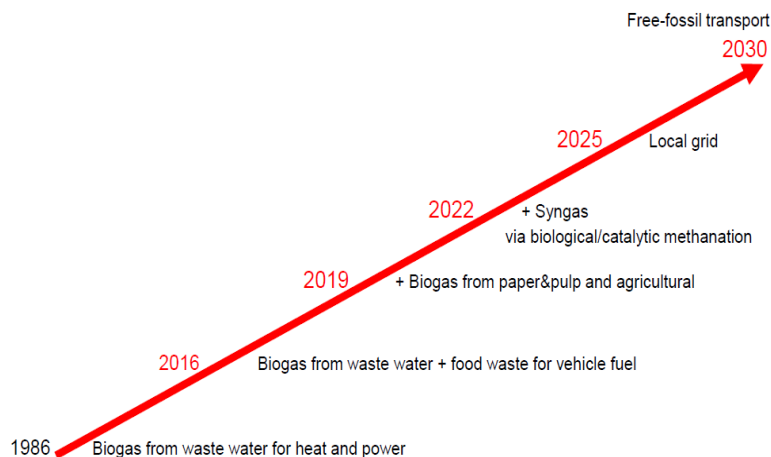 Free-fossil transport
2030
2025
Local grid
2022
+ Syngas
via biological/catalytic methanation
2019
+ Biogas from paper&pulp and agricultural
2016
Biogas from waste water + food waste for vehicle fuel
1986
Biogas from waste water for heat and power